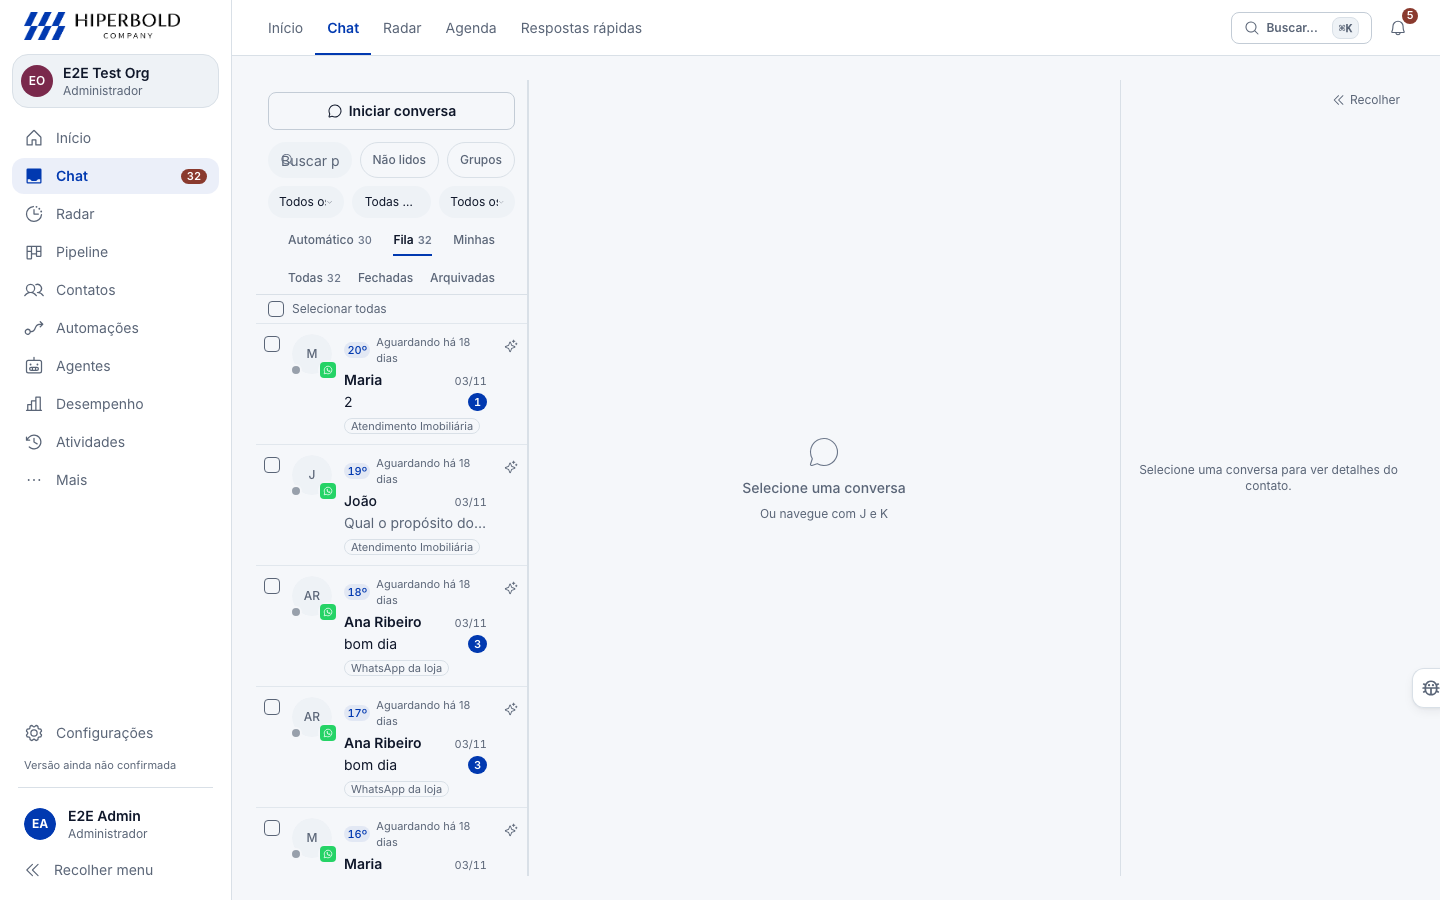 HIPERBOLD
COMPANY
EO
E2E Test Org
Administrador
Início
Chat
32
Radar
Pipeline
Contatos
Automações
Agentes
Desempenho
Atividades
Mais
Configurações
Versão ainda não confirmada
EA
E2E Admin
Administrador
Recolher menu
Início
Chat
Radar
Agenda
Respostas rápidas
Buscar...
⌘K
5
Iniciar conversa
Buscar p
Não lidos
Grupos
Todos os
Todas ...
Todos os
Automático 30
Fila 32
Minhas
Todas 32
Fechadas
Arquivadas
Selecionar todas
M
20º
Aguardando há 18
dias
Maria
03/11
2
1
Atendimento Imobiliária
J
19º
Aguardando há 18
dias
João
03/11
Qual o propósito do...
Atendimento Imobiliária
AR
18º
Aguardando há 18
dias
Ana Ribeiro
03/11
bom dia
3
WhatsApp da loja
AR
17º
Aguardando há 18
dias
Ana Ribeiro
03/11
bom dia
3
WhatsApp da loja
M
16º
Aguardando há 18
dias
Maria
03/11
Selecione uma conversa
Ou navegue com J e K
Recolher
Selecione uma conversa para ver detalhes do
contato.